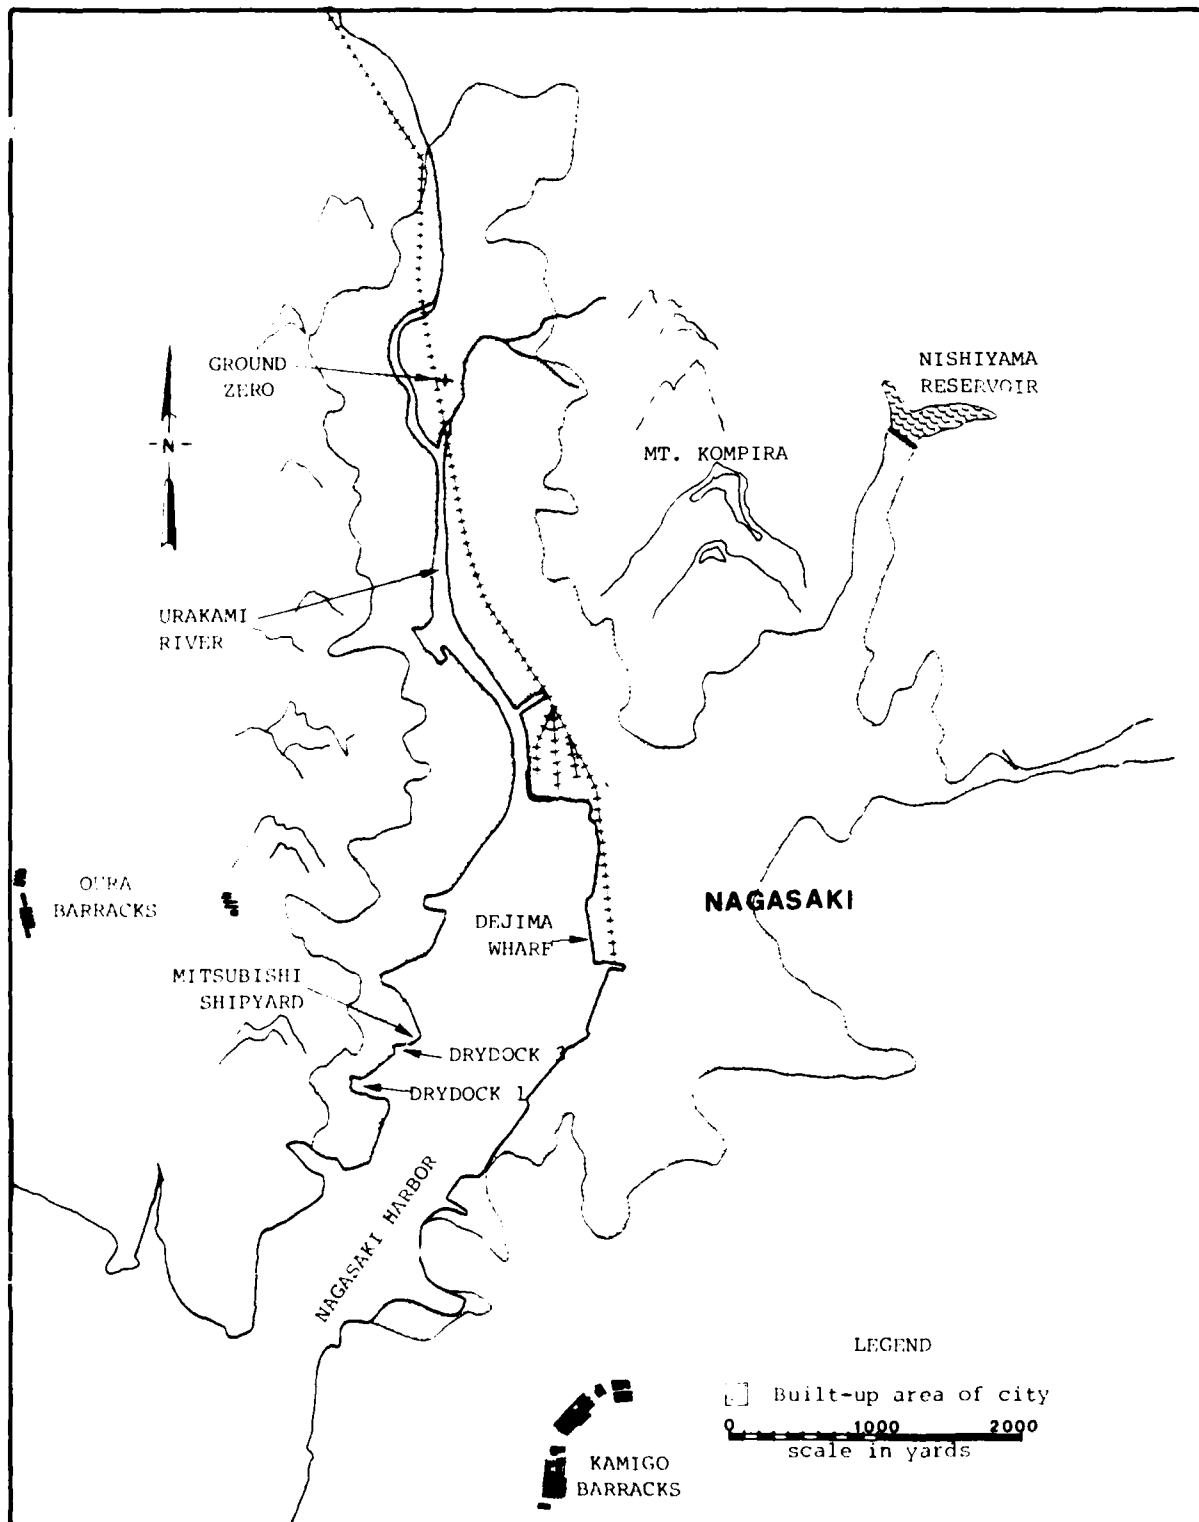 GROUND
ZERO
NISHIYAMA
RESERVOIR
-N-
MT. KOMPIRA
URAKAMI
RIVER
BARRACKS
NAGASAKI
DEJIMA
WHARF
MITSUBISHI
SHIPYARD
DRYDOCK
DRYDOCK 1
NAGASAKI HARBOR
LEGEND
Built-up area of city
0 1000 2000
scale in yards
KAMIGO
BARRACKS